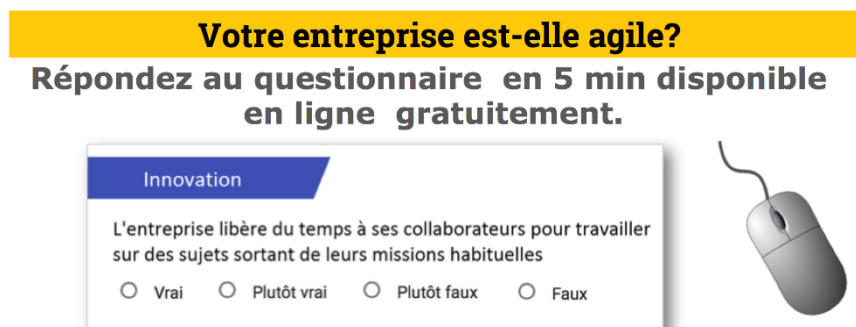 Votre entreprise est-elle agile?
Répondez au questionnaire en 5 min disponible
en ligne gratuitement.
Innovation
L'entreprise libère du temps à ses collaborateurs pour travailler
sur des sujets sortant de leurs missions habituelles
Vrai Plutôt vrai Plutôt faux Faux